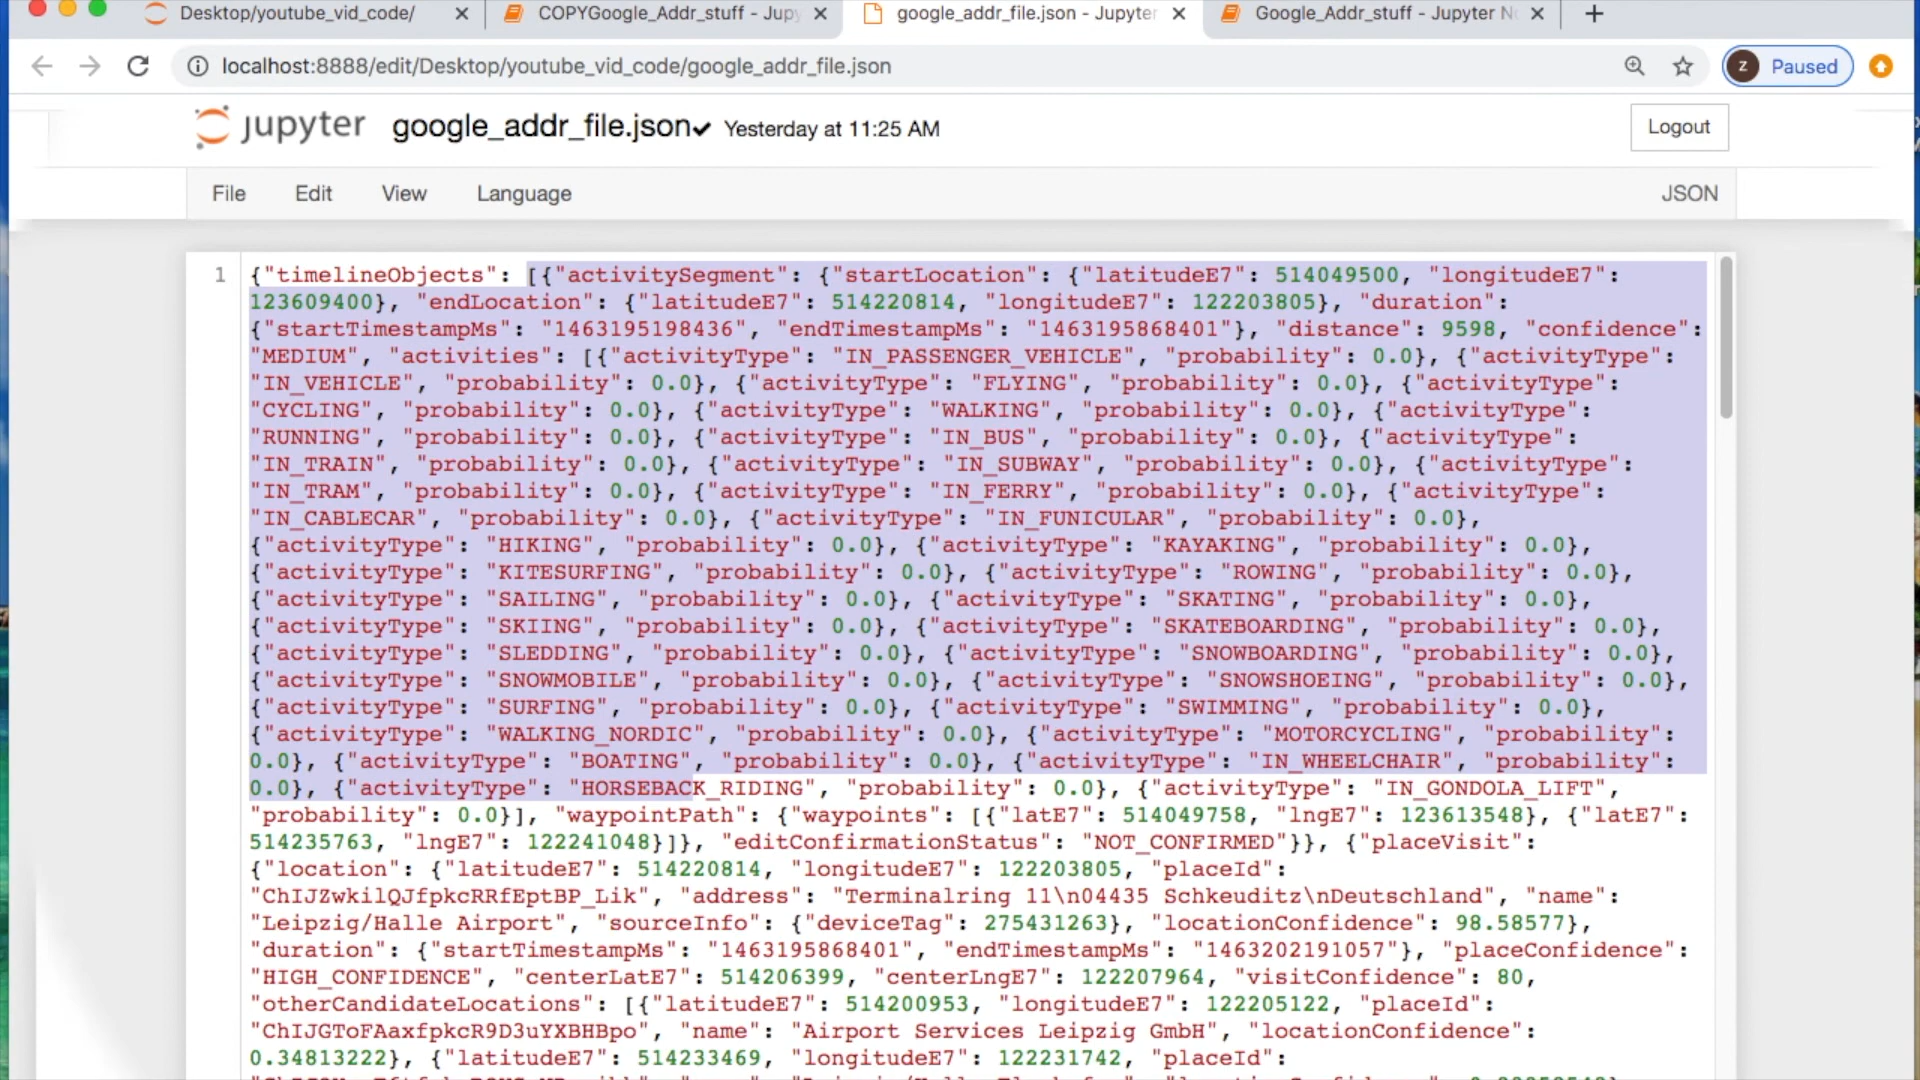 Desktop/youtube_vid_code/
COPYGoogle_Addr_stuff - Jupy
google_addr_file.json - Jupyter
Google_Addr_stuff - Jupyter N
localhost:8888/edit/Desktop/youtube_vid_code/google_addr_file.json
z Paused
jupyter google_addr_file.json Yesterday at 11:25 AM Logout
File Edit View Language JSON
1 {"timelineObjects": [{"activitySegment": {"startLocation": {"latitudeE7": 514049500, "longitudeE7":
123609400}, "endLocation": {"latitudeE7": 514220814, "longitudeE7": 122203805}, "duration":
{"startTimestampMs": "1463195198436", "endTimestampMs": "1463195868401"}, "distance": 9598, "confidence":
"MEDIUM", "activities": [{"activityType": "IN_PASSENGER_VEHICLE", "probability": 0.0}, {"activityType":
"IN_VEHICLE", "probability": 0.0}, {"activityType": "FLYING", "probability": 0.0}, {"activityType":
"CYCLING", "probability": 0.0}, {"activityType": "WALKING", "probability": 0.0}, {"activityType":
"RUNNING", "probability": 0.0}, {"activityType": "IN_BUS", "probability": 0.0}, {"activityType":
"IN_TRAIN", "probability": 0.0}, {"activityType": "IN_SUBWAY", "probability": 0.0}, {"activityType":
"IN_TRAM", "probability": 0.0}, {"activityType": "IN_FERRY", "probability": 0.0}, {"activityType":
"IN_CABLECAR", "probability": 0.0}, {"activityType": "IN_FUNICULAR", "probability": 0.0},
{"activityType": "HIKING", "probability": 0.0}, {"activityType": "KAYAKING", "probability": 0.0},
{"activityType": "KITESURFING", "probability": 0.0}, {"activityType": "ROWING", "probability": 0.0},
{"activityType": "SAILING", "probability": 0.0}, {"activityType": "SKATING", "probability": 0.0},
{"activityType": "SKIING", "probability": 0.0}, {"activityType": "SKATEBOARDING", "probability": 0.0},
{"activityType": "SLEDDING", "probability": 0.0}, {"activityType": "SNOWBOARDING", "probability": 0.0},
{"activityType": "SNOWMOBILE", "probability": 0.0}, {"activityType": "SNOWSHOEING", "probability": 0.0},
{"activityType": "SURFING", "probability": 0.0}, {"activityType": "SWIMMING", "probability": 0.0},
{"activityType": "WALKING_NORDIC", "probability": 0.0}, {"activityType": "MOTORCYCLING", "probability":
0.0}, {"activityType": "BOATING", "probability": 0.0}, {"activityType": "IN_WHEELCHAIR", "probability":
0.0}, {"activityType": "HORSEBACK_RIDING", "probability": 0.0}, {"activityType": "IN_GONDOLA_LIFT",
"probability": 0.0}], "waypointPath": {"waypoints": [{"latE7": 514049758, "lngE7": 123613548}, {"latE7":
514235763, "lngE7": 122241048}]}, "editConfirmationStatus": "NOT_CONFIRMED"}}, {"placeVisit":
{"location": {"latitudeE7": 514220814, "longitudeE7": 122203805, "placeId":
"ChIJZwkilQJfpkcRRfEptBP_Lik", "address": "Terminalring 11\n04435 Schkeuditz\nDeutschland", "name":
"Leipzig/Halle Airport", "sourceInfo": {"deviceTag": 275431263}, "locationConfidence": 98.58577},
"duration": {"startTimestampMs": "1463195868401", "endTimestampMs": "1463202191057"}, "placeConfidence":
"HIGH_CONFIDENCE", "centerLatE7": 514206399, "centerLngE7": 122207964, "visitConfidence": 80,
"otherCandidateLocations": [{"latitudeE7": 514200953, "longitudeE7": 122205122, "placeId":
"ChIJGToFAaxfpkcR9D3uYXBHBpo", "name": "Airport Services Leipzig GmbH", "locationConfidence":
0.34813222}, {"latitudeE7": 514233469, "longitudeE7": 122231742, "placeId":